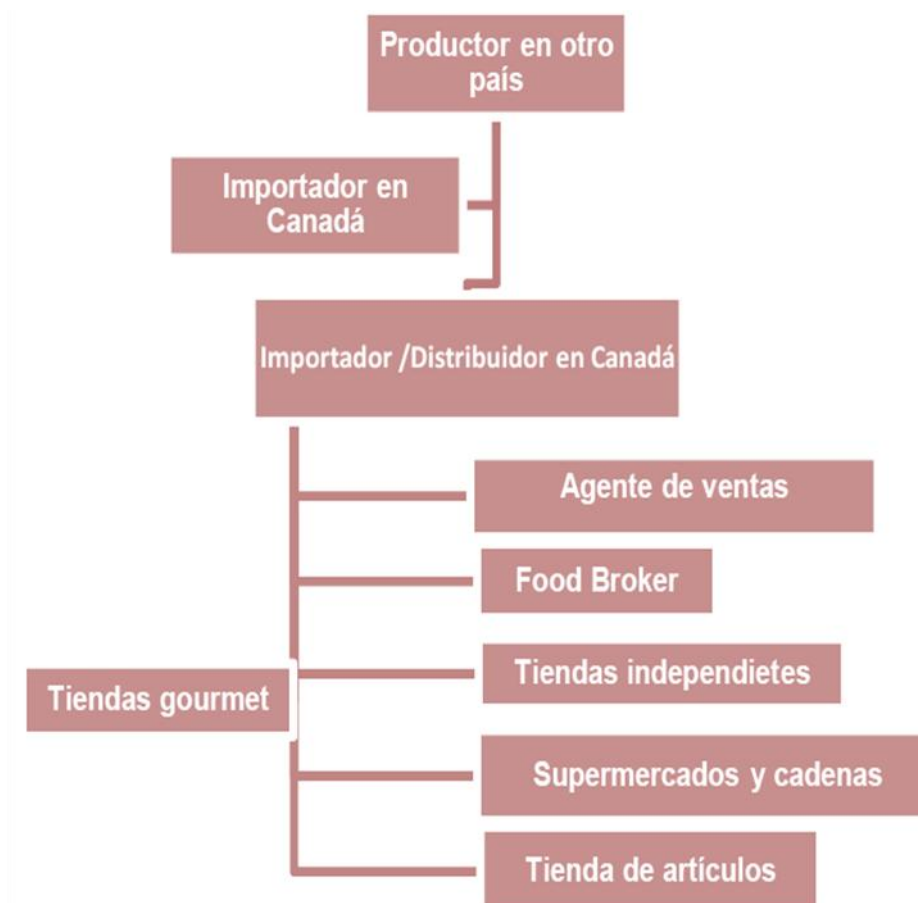 Productor en otro
país
Importador en
Canadá
Importador /Distribuidor en Canadá
Agente de ventas
Food Broker
Tiendas independietes
Tiendas gourmet
Supermercados y cadenas
Tienda de artículos